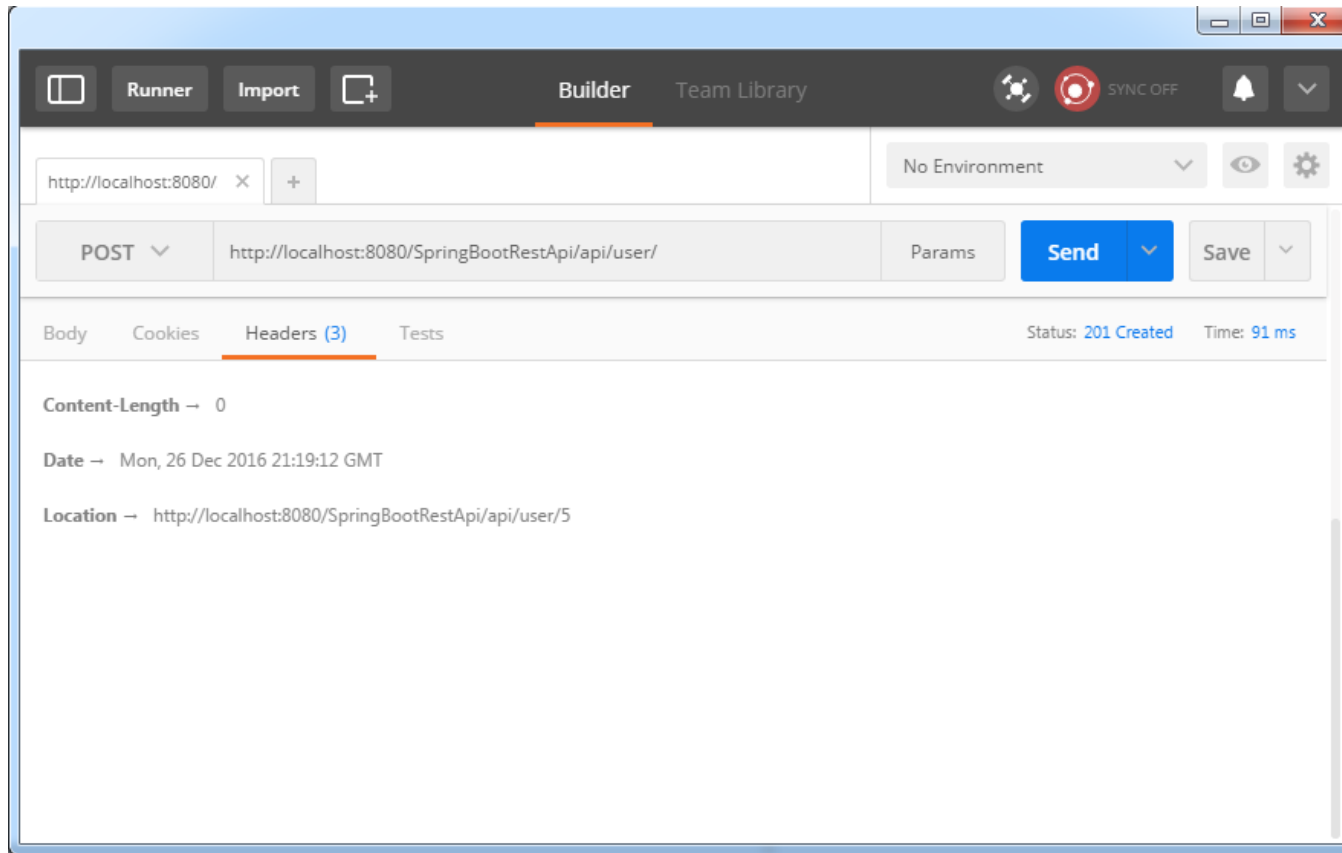 Runner Import Builder Team Library SYNC OFF
http://localhost:8080/ No Environment
POST http://localhost:8080/SpringBootRestApi/api/user/ Params Send Save
Body Cookies Headers (3) Tests Status: 201 Created Time: 91 ms
Content-Length → 0
Date → Mon, 26 Dec 2016 21:19:12 GMT
Location → http://localhost:8080/SpringBootRestApi/api/user/5